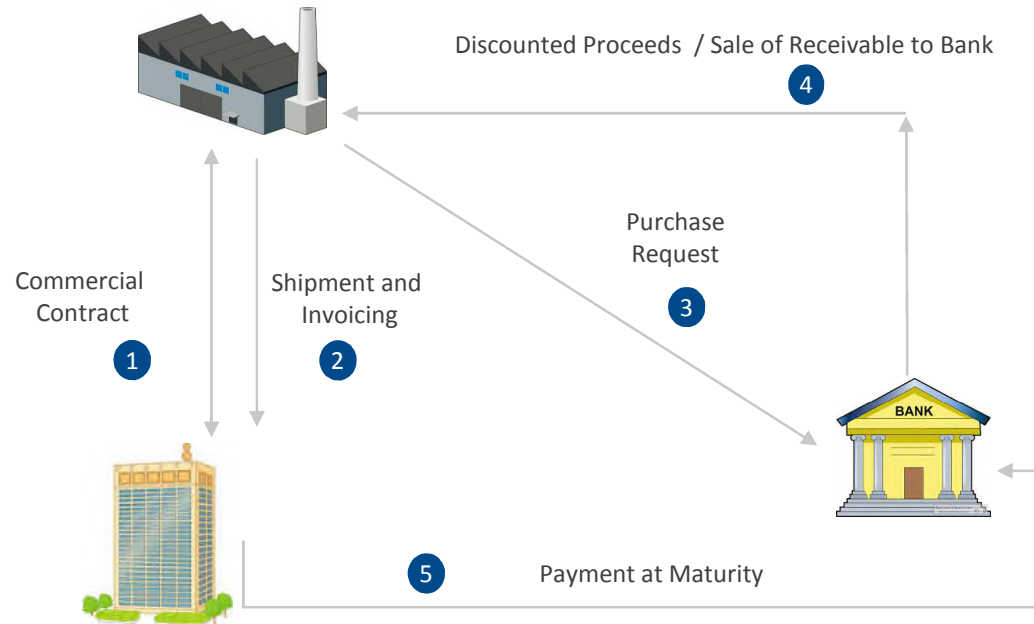 Discounted Proceeds / Sale of Receivable to Bank
4
Purchase
Request
3
Commercial
Contract
1
Shipment and
Invoicing
2
BANK
5
Payment at Maturity